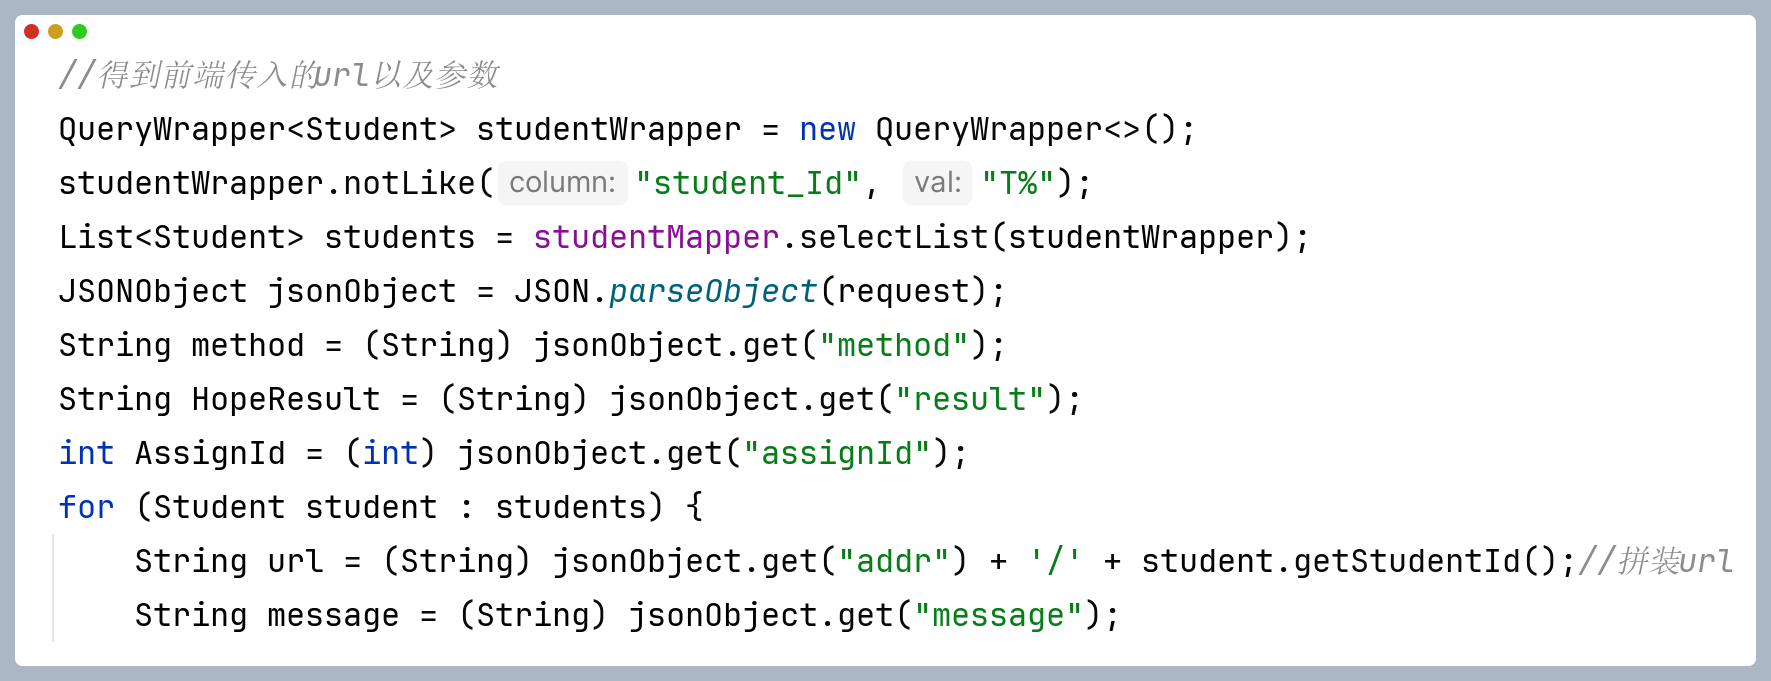 //得到前端传入的url以及参数
QueryWrapper<Student> studentWrapper = new QueryWrapper<>();
studentWrapper.notLike( column: "student_Id", val: "T%");
List<Student> students = studentMapper.selectList(studentWrapper);
JSONObject jsonObject = JSON.parseObject(request);
String method = (String) jsonObject.get("method");
String HopeResult = (String) jsonObject.get("result");
int AssignId = (int) jsonObject.get("assignId");
for (Student student : students) {
    String url = (String) jsonObject.get("addr") + '/' + student.getStudentId();//拼装url
    String message = (String) jsonObject.get("message");